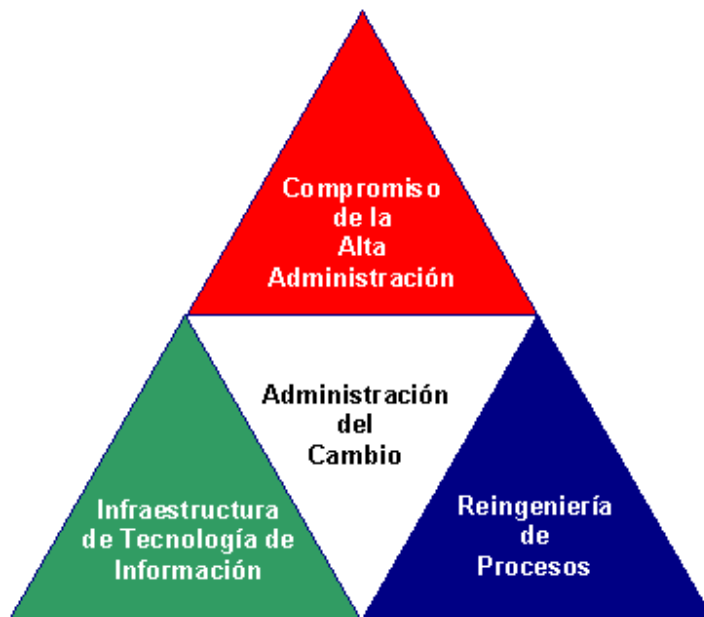 Compromiso
de la
Alta
Administración
Administración
del
Cambio
Infraestructura
de Tecnología de
Información
Reingeniería
de
Procesos